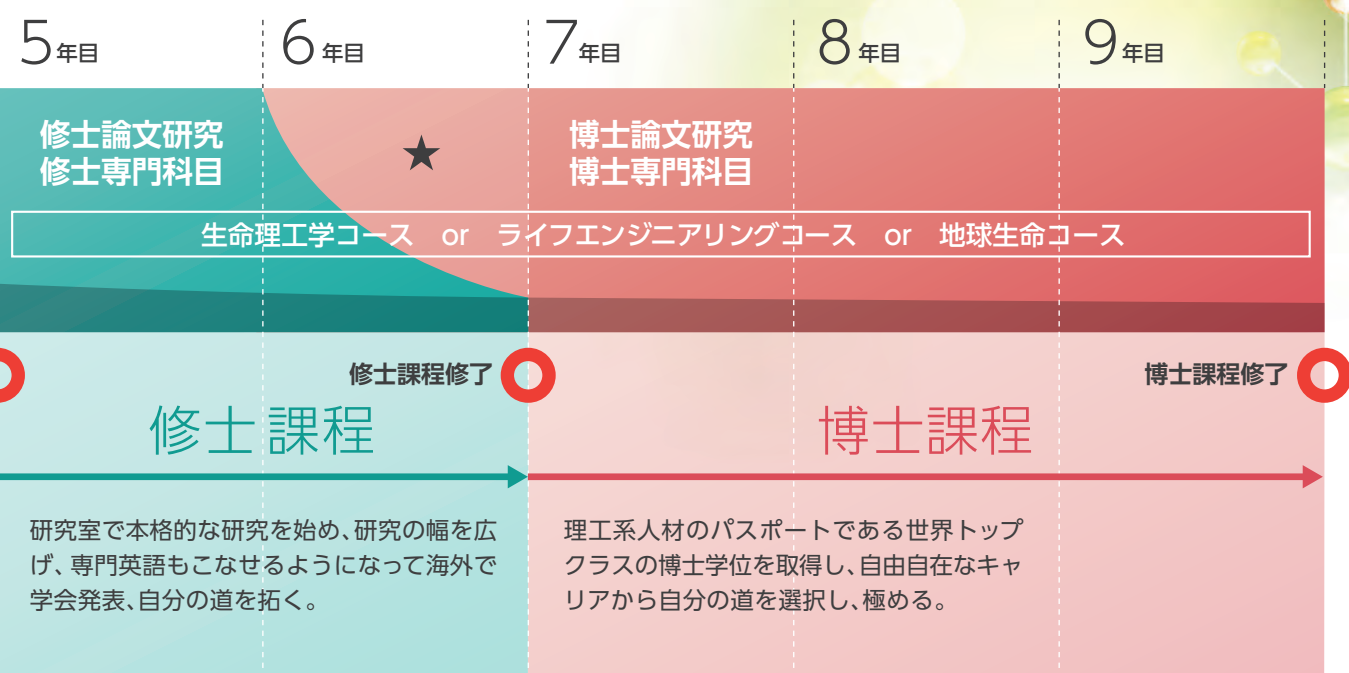 5年目 6年目 7年目 8年目 9年目
修士論文研究
修士専門科目
★
博士論文研究
博士専門科目
生命理工学コース or ライフエンジニアリングコース or 地球生命コース
修士課程修了
博士課程修了
修士課程
博士課程
研究室で本格的な研究を始め、研究の幅を広
げ、専門英語もこなせるようになって海外で
学会発表、自分の道を拓く。
理工系人材のパスポートである世界トップ
クラスの博士学位を取得し、自由自在なキャ
リアから自分の道を選択し、極める。